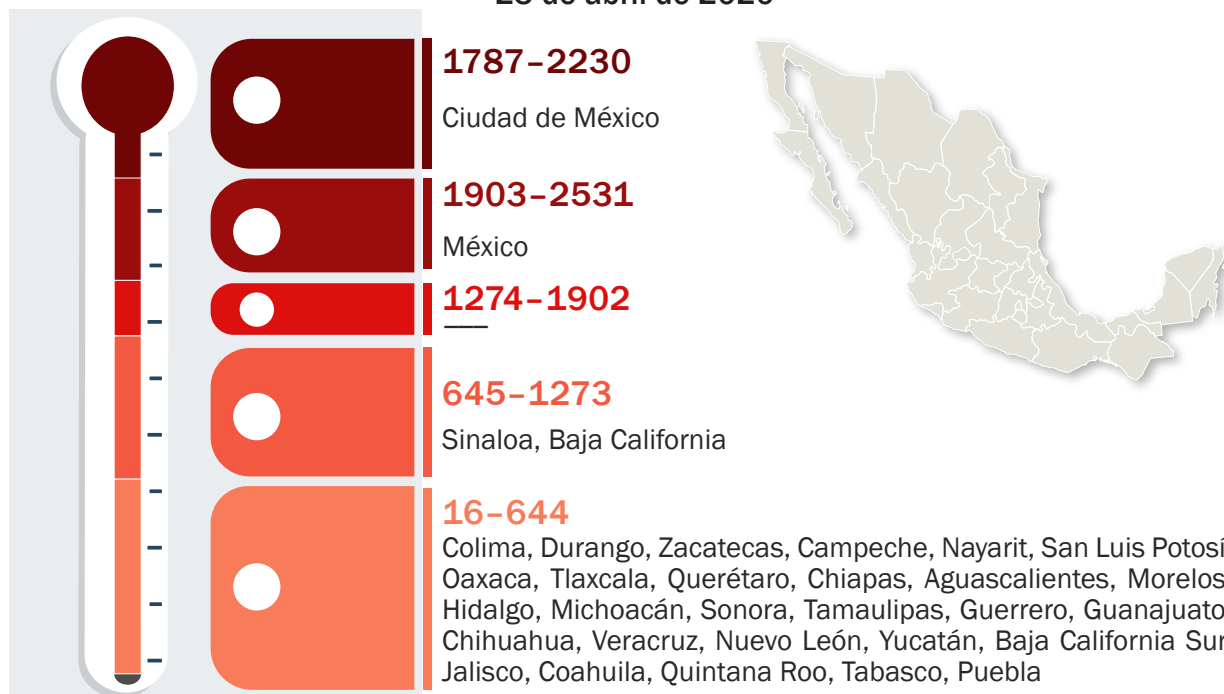 1787–2230
Ciudad de México
1903–2531
México
1274–1902
645–1273
Sinaloa, Baja California
16–644
Colima, Durango, Zacatecas, Campeche, Nayarit, San Luis Potosí
Oaxaca, Tlaxcala, Querétaro, Chiapas, Aguascalientes, Morelos
Hidalgo, Michoacán, Sonora, Tamaulipas, Guerrero, Guanajuato
Chihuahua, Veracruz, Nuevo León, Yucatán, Baja California Sur
Jalisco, Coahuila, Quintana Roo, Tabasco, Puebla